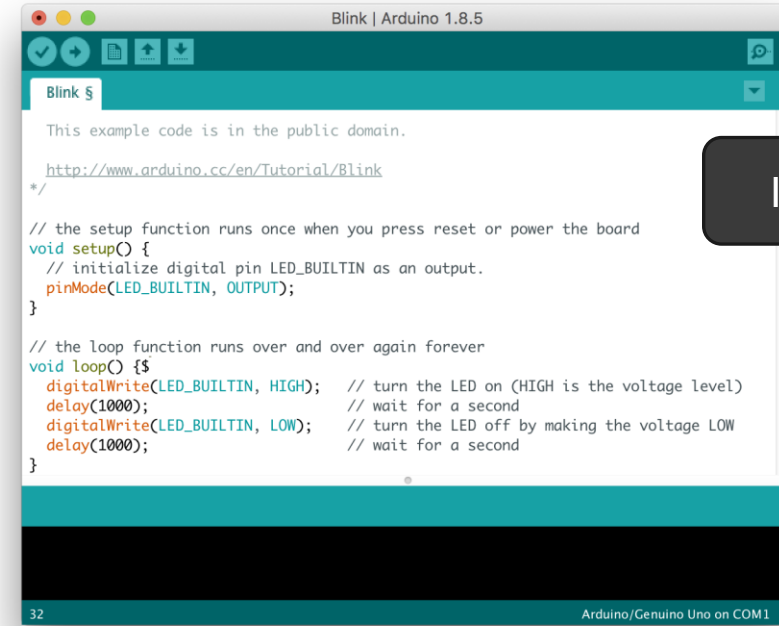 Blink | Arduino 1.8.5
Blink §
This example code is in the public domain.
http://www.arduino.cc/en/Tutorial/Blink
*/
// the setup function runs once when you press reset or power the board
void setup() {
  // initialize digital pin LED_BUILTIN as an output.
  pinMode(LED_BUILTIN, OUTPUT);
}
// the loop function runs over and over again forever
void loop() {$
  digitalWrite(LED_BUILTIN, HIGH);   // turn the LED on (HIGH is the voltage level)
  delay(1000);                       // wait for a second
  digitalWrite(LED_BUILTIN, LOW);    // turn the LED off by making the voltage LOW
  delay(1000);                       // wait for a second
}
32
Arduino/Genuino Uno on COM1